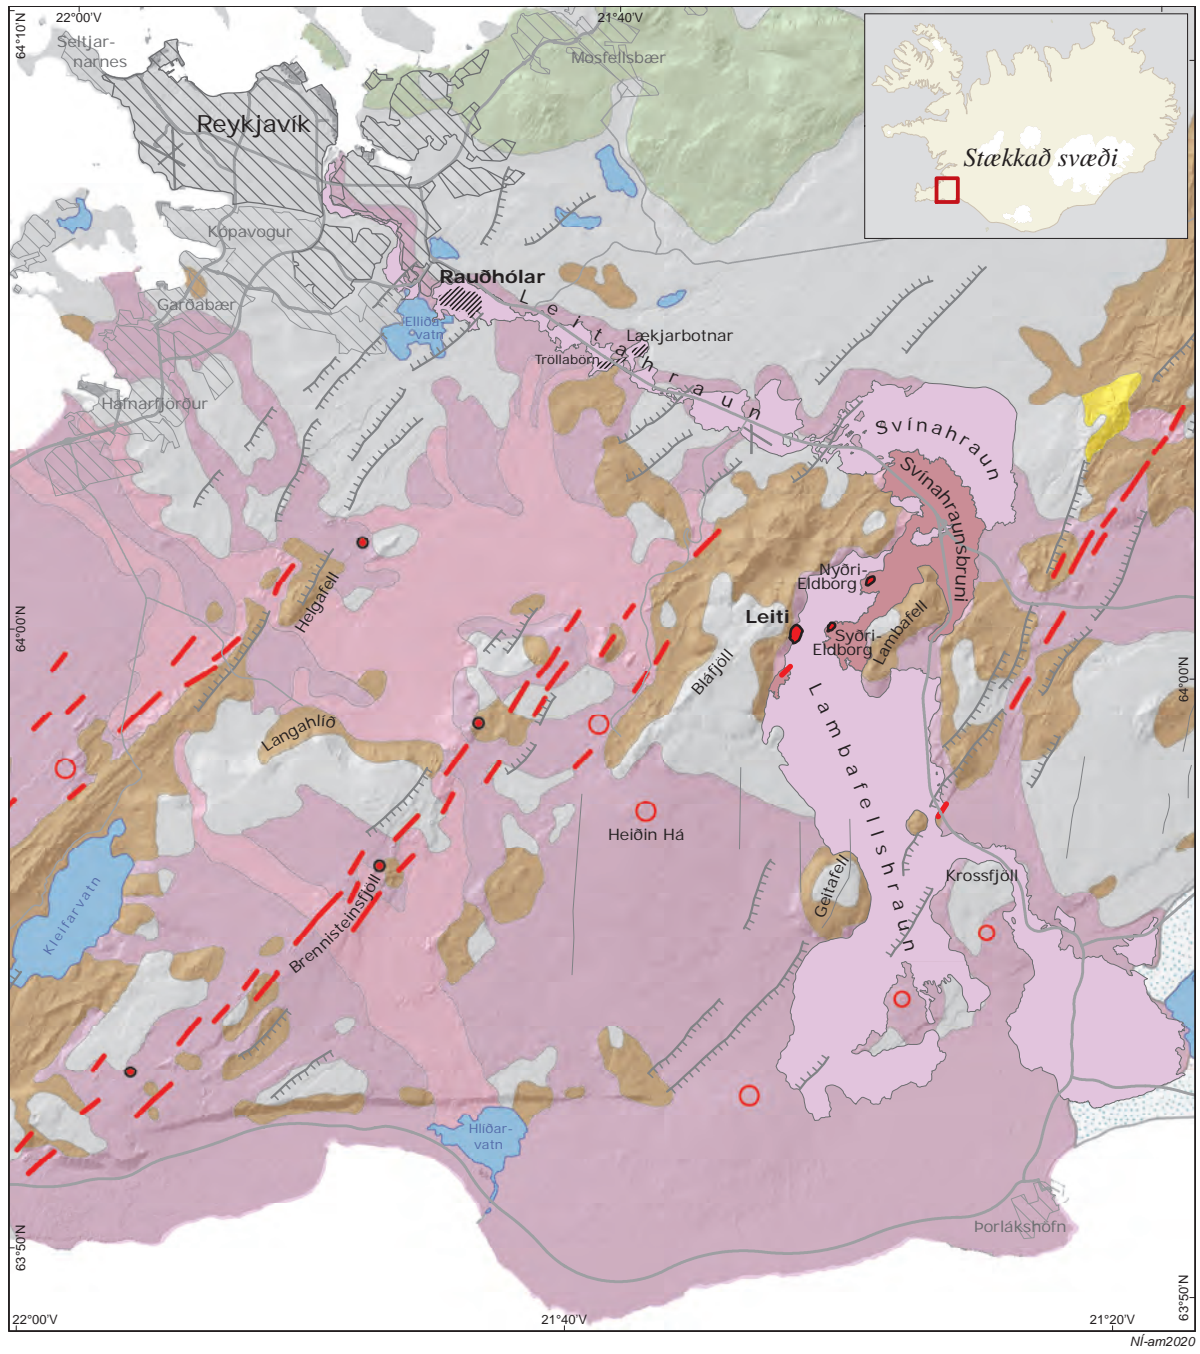 22°00'V
21°40'V
64°10'N
Seltjar-
narnes
Mosfellsbær
Reykjavík
Stækkað svæði
Kópavogur
Rauðhólar
Garðabær
Elliða-
vatn
Leitahraun
Lækjarbotnar
Tröllabörn
Hafnarfjörður
Svínahraun
Svínahraunsbruni
Nyðri-
Eldborg
Helgafell
64°00'N
Leiti
Syðri-
Eldborg
Lambafell
Bláfjöll
64°00'N
Langahlíð
Lambafellshraun
Heiðin Há
Geitafell
Krossfjöll
Kleifarvatn
Brennisteinsfjöll
Hlíðar-
vatn
Þorlákshöfn
63°50'N
63°50'N
22°00'V
21°40'V
21°20'V
NÍ-am2020